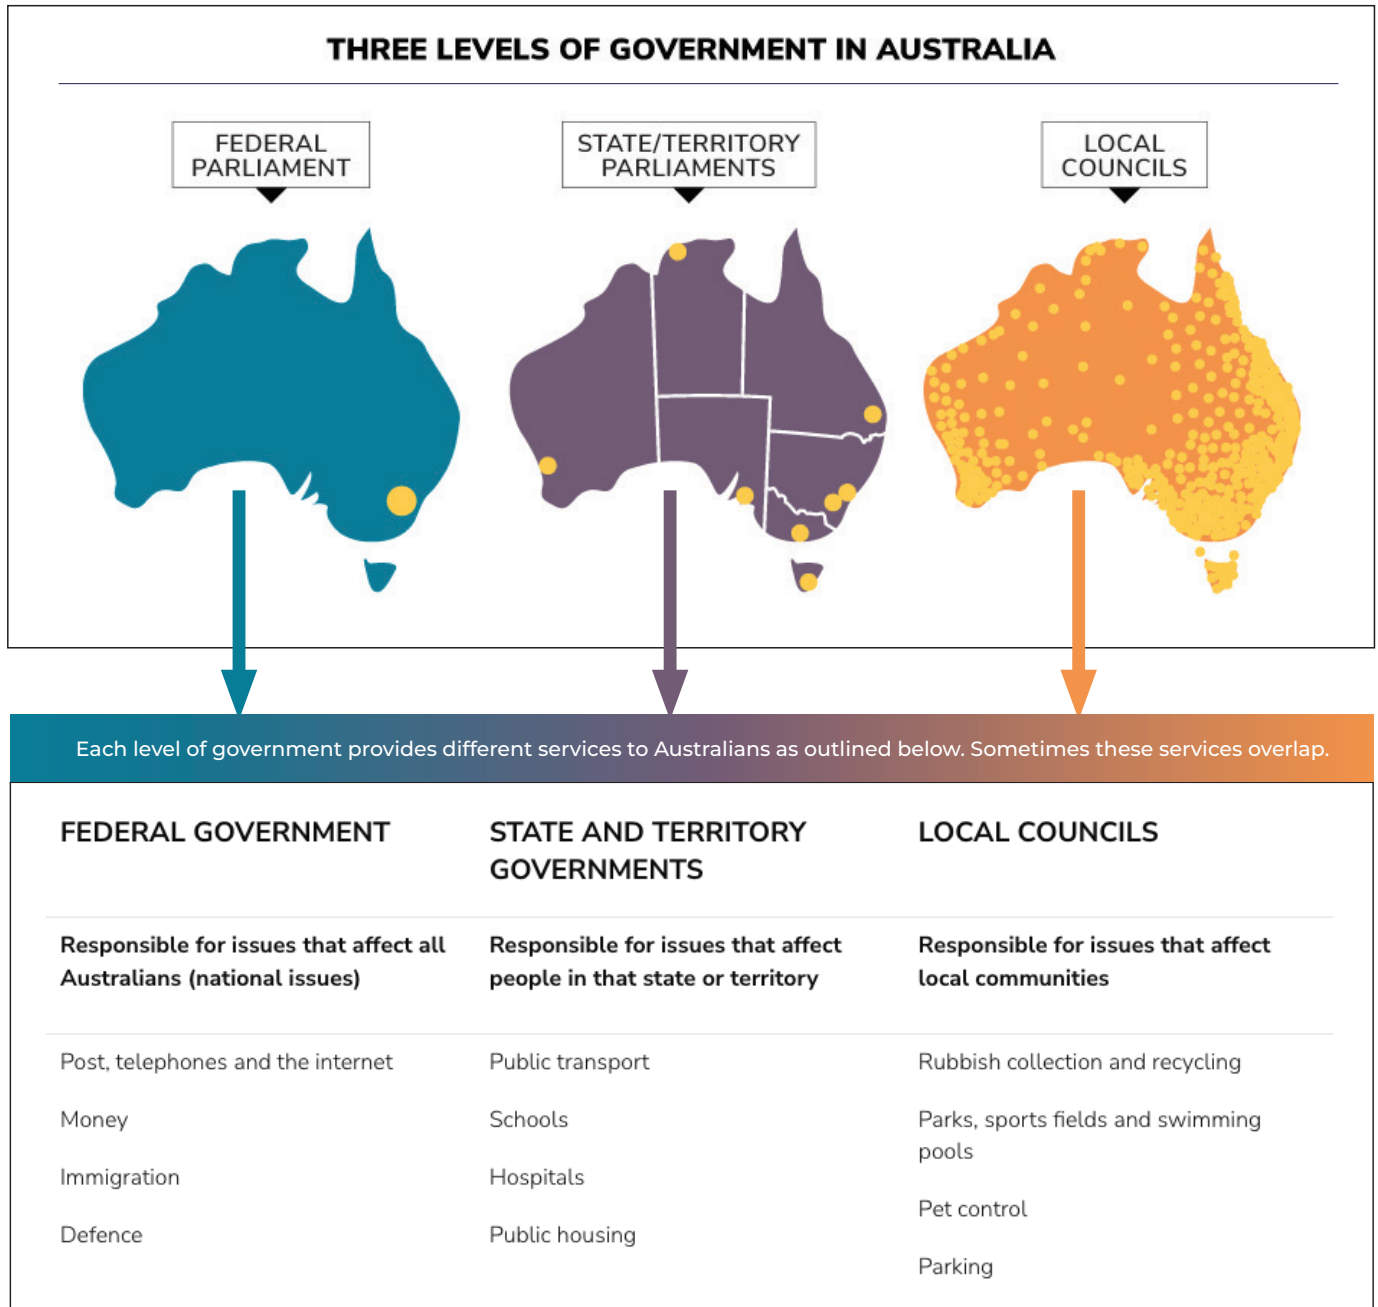 THREE LEVELS OF GOVERNMENT IN AUSTRALIA
FEDERAL
PARLIAMENT
STATE/TERRITORY
PARLIAMENTS
LOCAL
COUNCILS
Each level of government provides different services to Australians as outlined below. Sometimes these services overlap.
FEDERAL GOVERNMENT
STATE AND TERRITORY
GOVERNMENTS
LOCAL COUNCILS
Responsible for issues that affect all
Australians (national issues)
Responsible for issues that affect
people in that state or territory
Responsible for issues that affect
local communities
Post, telephones and the internet
Money
Immigration
Defence
Public transport
Schools
Hospitals
Public housing
Rubbish collection and recycling
Parks, sports fields and swimming
pools
Pet control
Parking